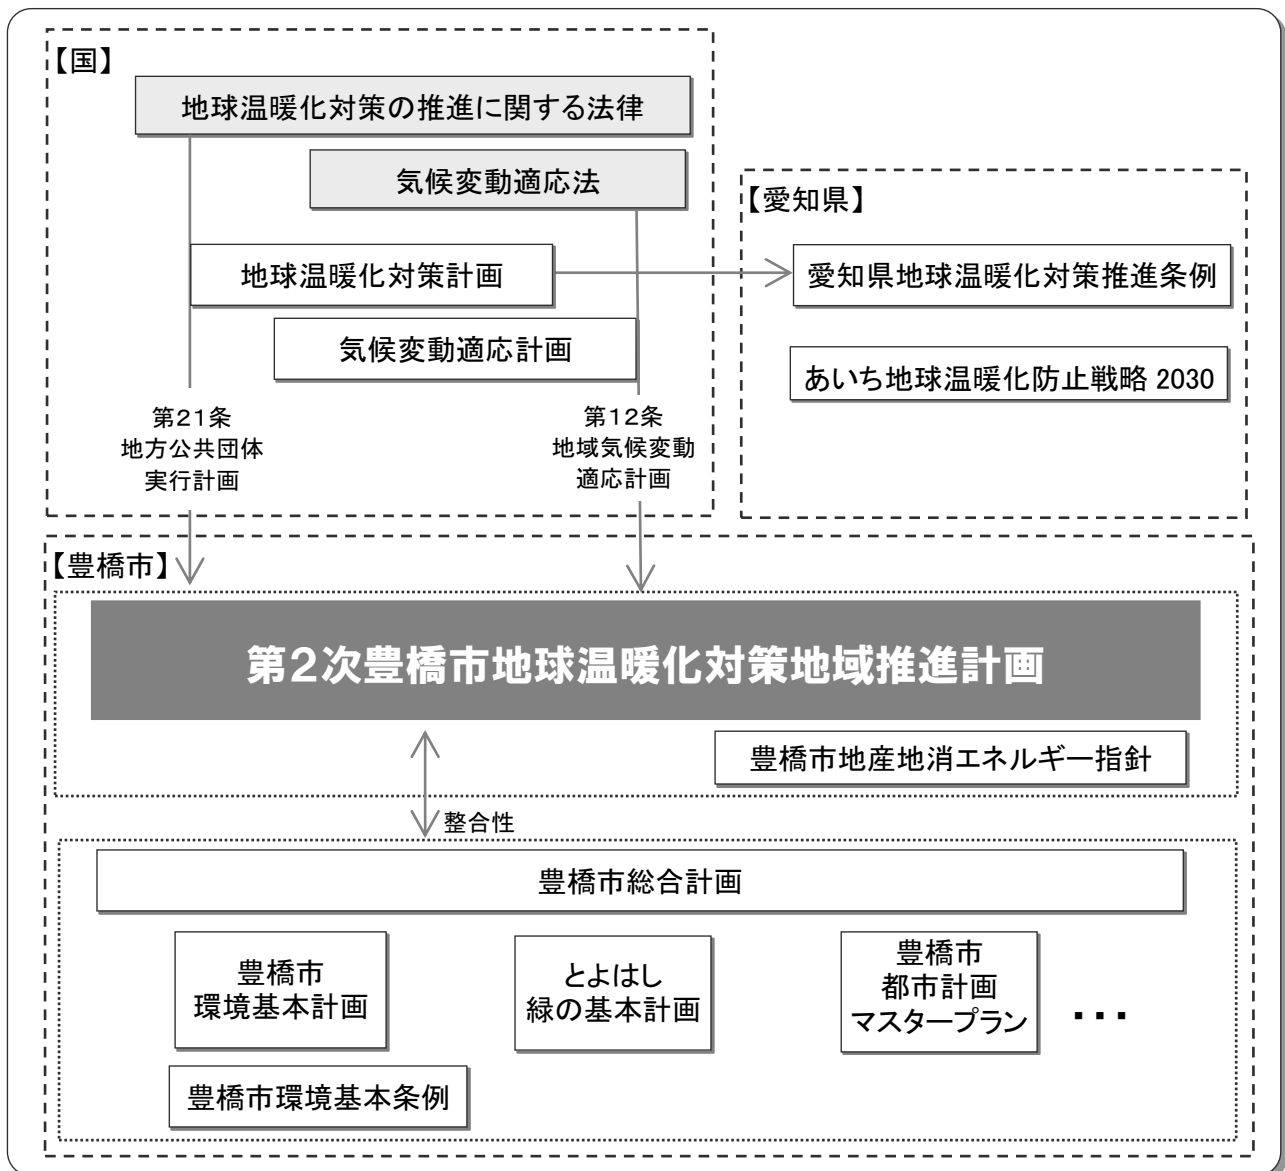 【国】
地球温暖化対策の推進に関する法律
気候変動適応法
地球温暖化対策計画
気候変動適応計画
第21条
地方公共団体
実行計画
第12条
地域気候変動
適応計画
【愛知県】
愛知県地球温暖化対策推進条例
あいち地球温暖化防止戦略 2030
【豊橋市】
第2次豊橋市地球温暖化対策地域推進計画
豊橋市地産地消エネルギー指針
整合性
豊橋市総合計画
豊橋市
環境基本計画
とよはし
緑の基本計画
豊橋市
都市計画
マスタープラン
・・・
豊橋市環境基本条例